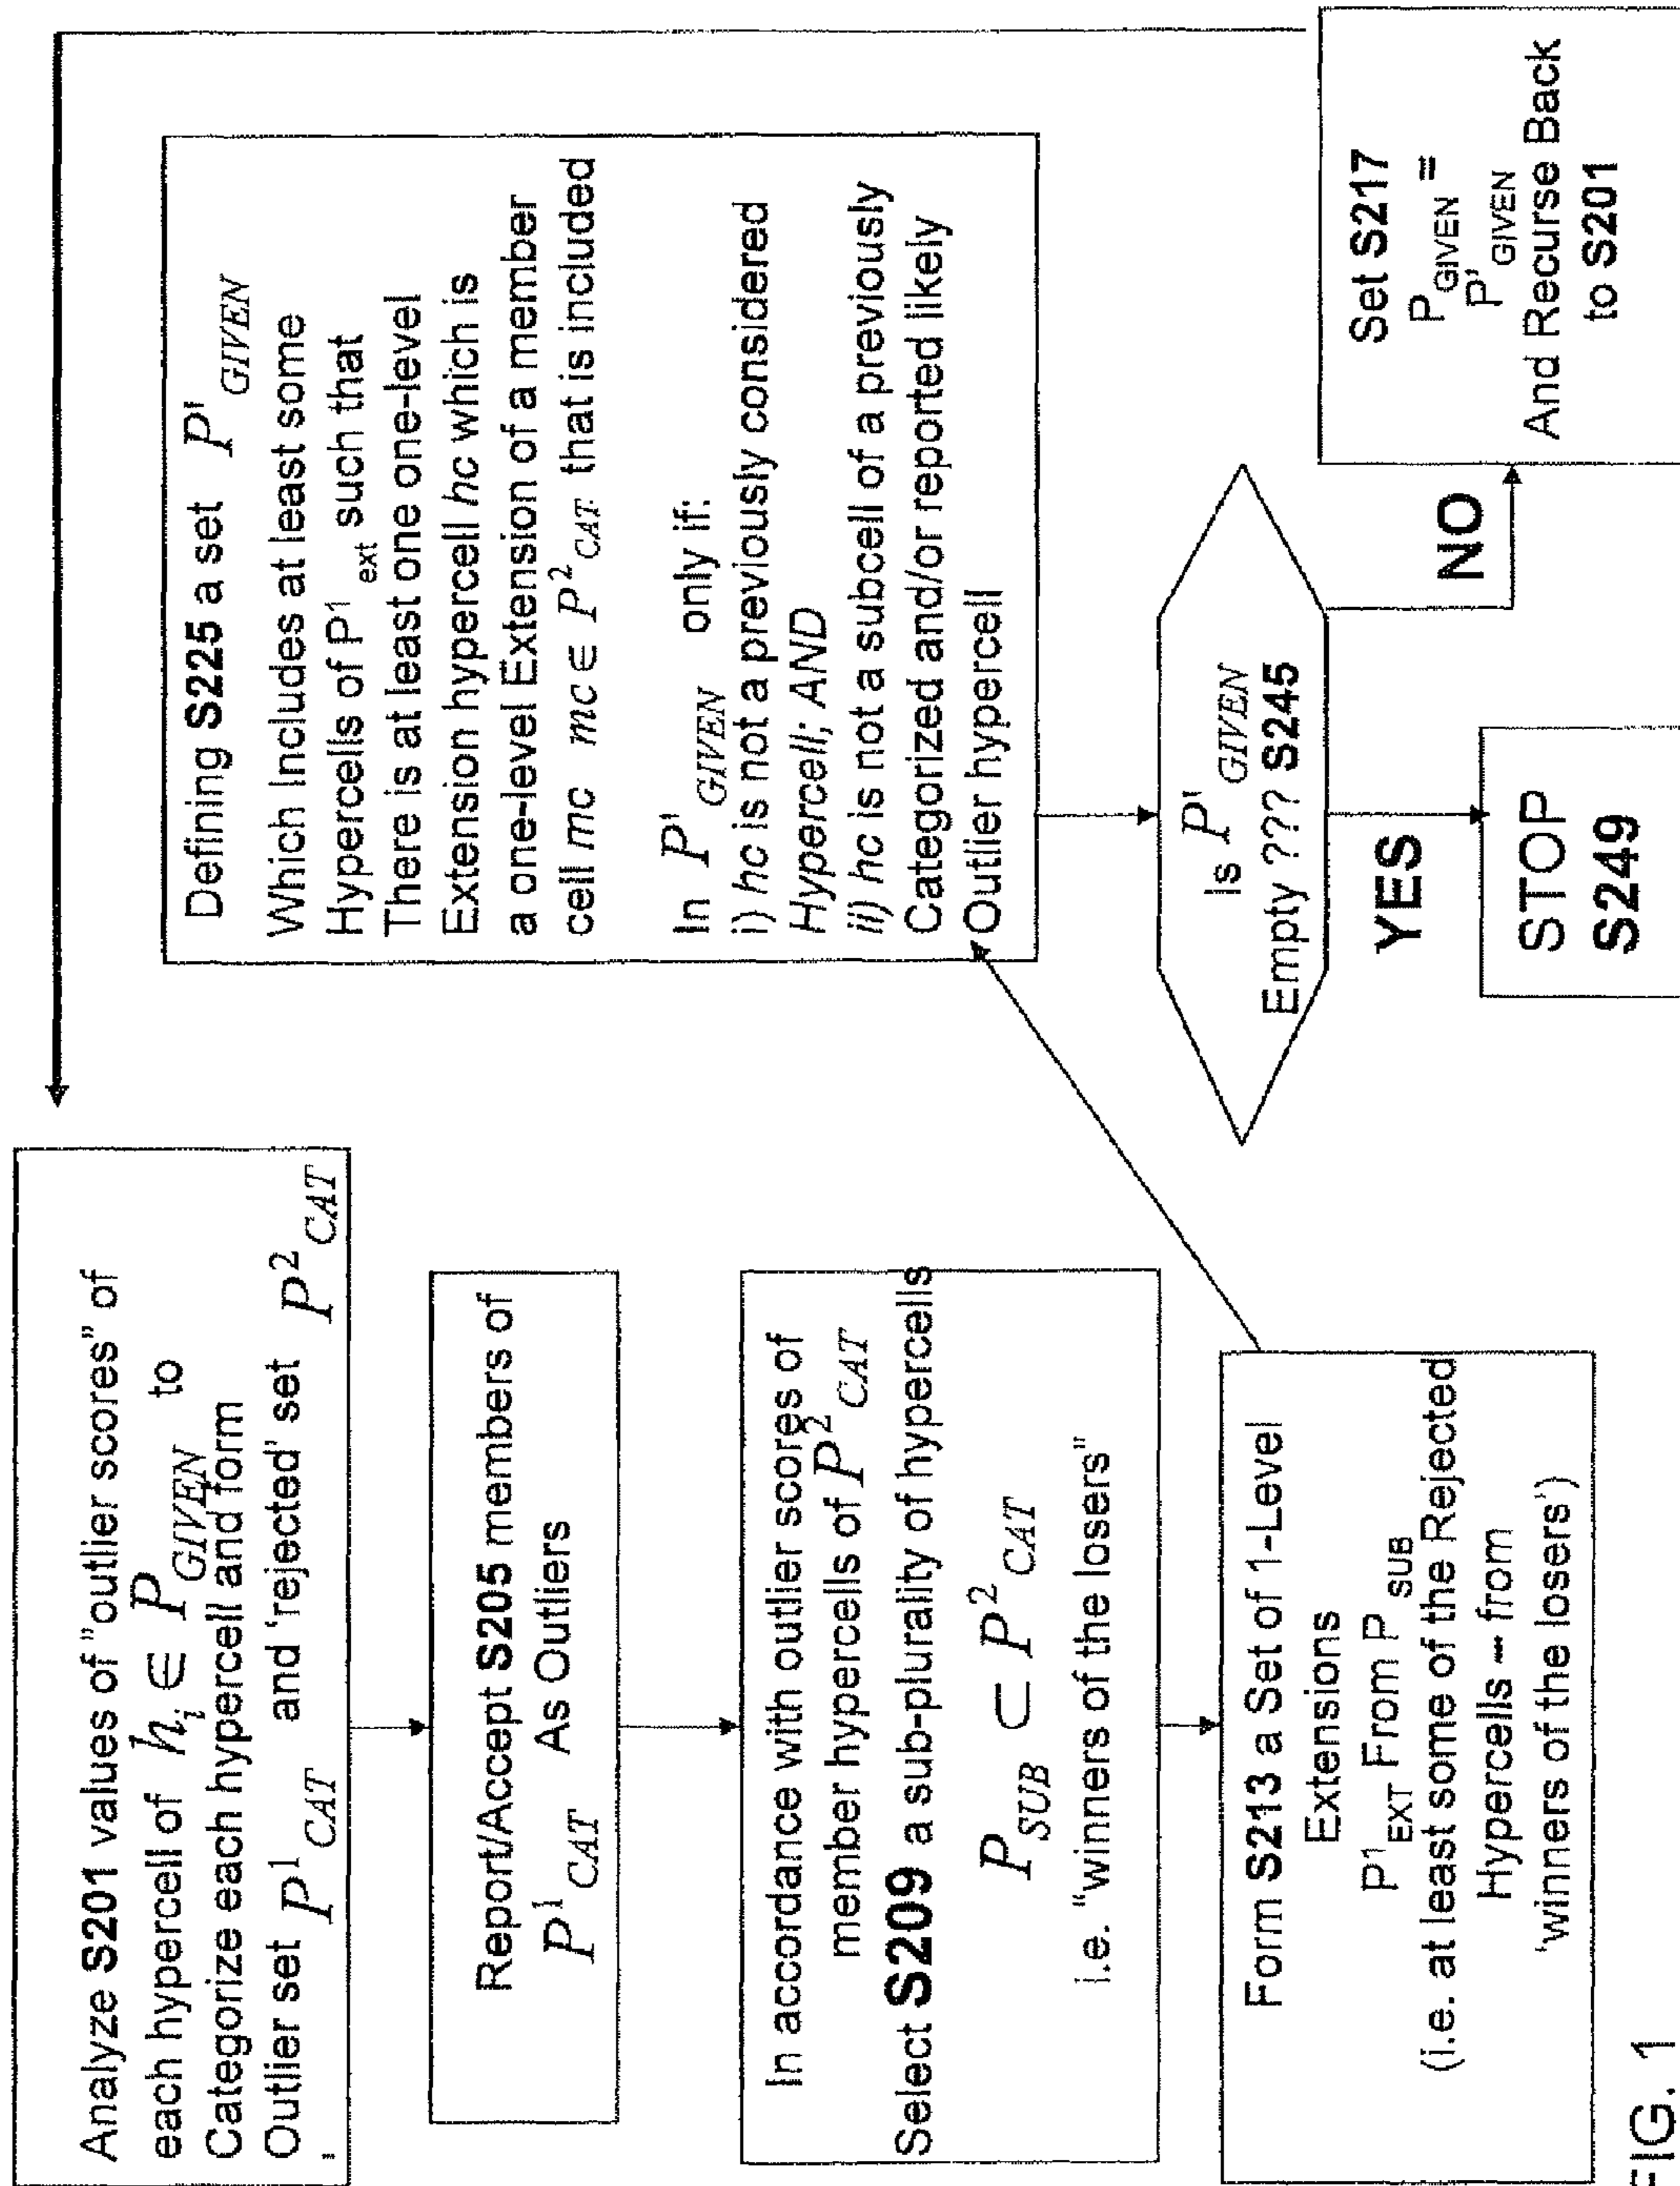 Analyze S201 values of "outlier scores" of
each hypercell of h_i ∈ P_GIVEN to
Categorize each hypercell and form
Outlier set P^1_CAT and 'rejected' set P^2_CAT
Report/Accept S205 members of
P^1_CAT As Outliers
In accordance with outlier scores of
member hypercells of P^2_CAT
Select S209 a sub-plurality of hypercells
P_SUB ⊂ P^2_CAT
i.e. "winners of the losers"
Form S213 a Set of 1-Level
Extensions
P^1_EXT From P_SUB
(i.e. at least some of the Rejected
Hypercells -- from
'winners of the losers')
Defining S225 a set P'_GIVEN
Which Includes at least some
Hypercells of P^1_ext such that
There is at least one one-level
Extension hypercell hc which is
a one-level Extension of a member
cell mc mc ∈ P^2_CAT that is included
In P'_GIVEN only if:
i) hc is not a previously considered
Hypercell; AND
ii) hc is not a subcell of a previously
Categorized and/or reported likely
Outlier hypercell
Is P'_GIVEN
Empty ??? S245
YES
NO
STOP
S249
Set S217
P_GIVEN =
P'_GIVEN
And Recurse Back
to S201
FIG. 1